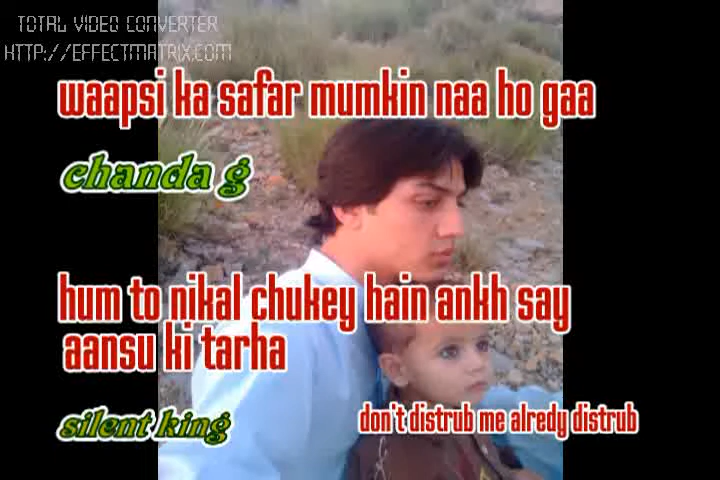 TOTAL VIDEO CONVERTER
HTTP://EFFECTMATRIX.COM
waapsi ka safar mumkin naa ho gaa
chanda g
hum to nikal chukey hain ankh say
aansu ki tarha
silent king
don't distrub me alredy distrub